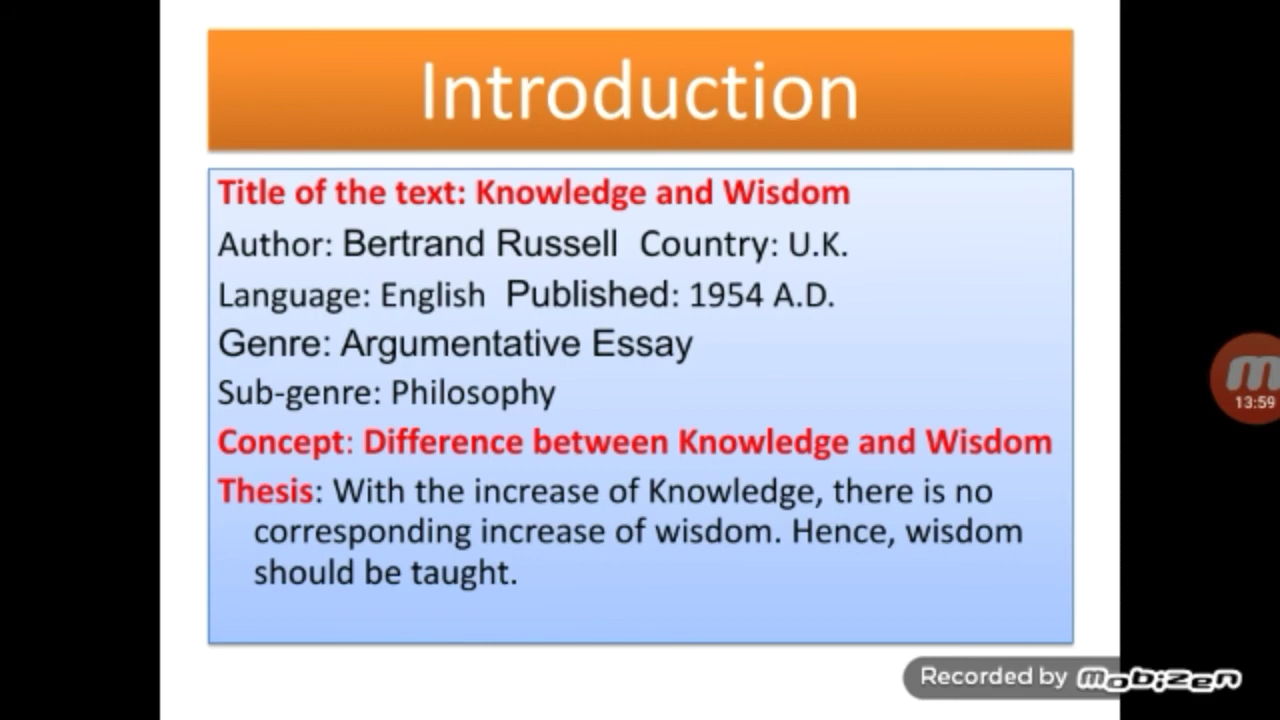 Introduction
Title of the text: Knowledge and Wisdom
Author: Bertrand Russell Country: U.K.
Language: English Published: 1954 A.D.
Genre: Argumentative Essay
Sub-genre: Philosophy
Concept: Difference between Knowledge and Wisdom
Thesis: With the increase of Knowledge, there is no
corresponding increase of wisdom. Hence, wisdom
should be taught.
m
13:59
Recorded by mobizen